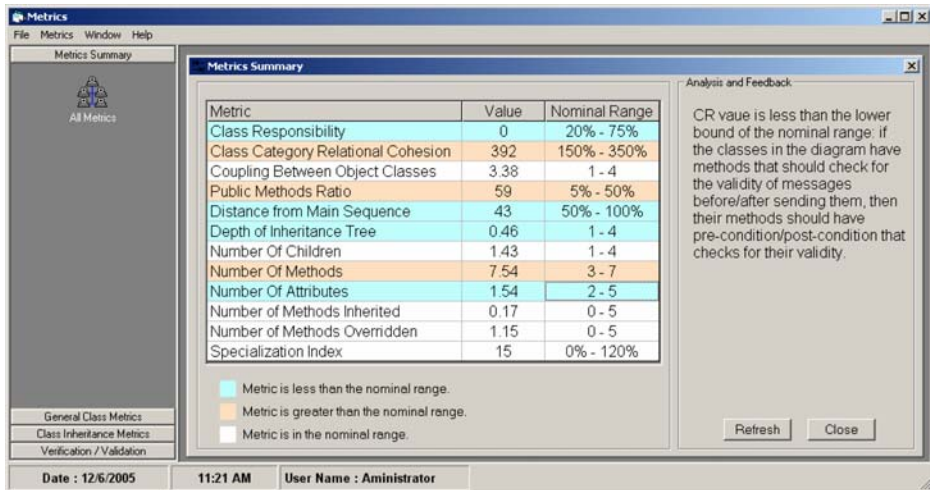 Metrics
File Metrics Window Help
Metrics Summary
All Metrics
General Class Metrics
Class Inheritance Metrics
Verification / Validation
Metrics Summary
Metric Value Nominal Range
Class Responsibility 0 20% - 75%
Class Category Relational Cohesion 392 150% - 350%
Coupling Between Object Classes 3.38 1 - 4
Public Methods Ratio 59 5% - 50%
Distance from Main Sequence 43 50% - 100%
Depth of Inheritance Tree 0.46 1 - 4
Number Of Children 1.43 1 - 4
Number Of Methods 7.54 3 - 7
Number Of Attributes 1.54 2 - 5
Number of Methods Inherited 0.17 0 - 5
Number of Methods Overridden 1.15 0 - 5
Specialization Index 15 0% - 120%
Metric is less than the nominal range.
Metric is greater than the nominal range.
Metric is in the nominal range.
Analysis and Feedback
CR vaue is less than the lower
bound of the nominal range: if
the classes in the diagram have
methods that should check for
the validity of messages
before/after sending them, then
their methods should have
pre-condition/post-condition that
checks for their validity.
Refresh Close
Date : 12/6/2005 11:21 AM User Name : Aministrator